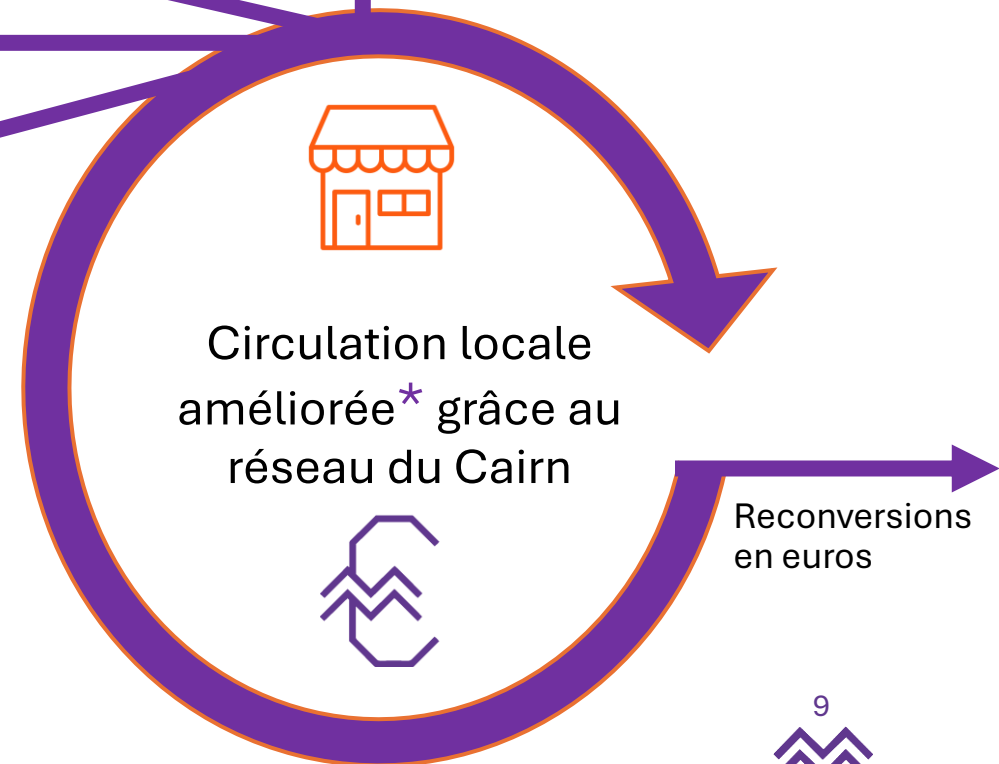 Circulation locale
améliorée* grâce au
réseau du Cairn
Reconversions
en euros
9